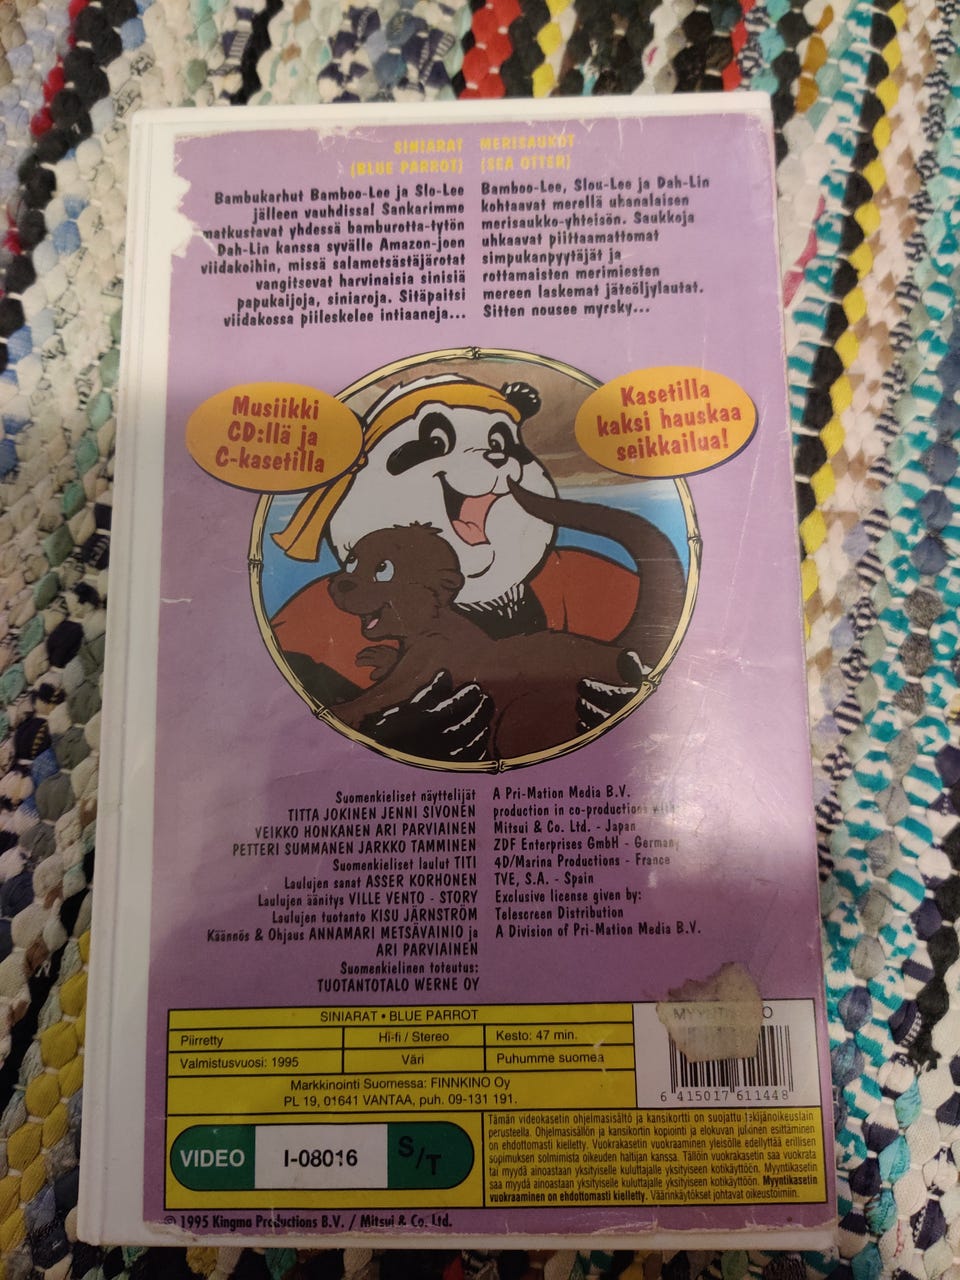 SINIARAT
(BLUE PARROT)
Bambukarhut Bamboo-Lee ja Slo-Lee
jälleen vauhdissa! Sankarimme
matkustavat yhdessä bamburotta-tytön
Dah-Lin kanssa syvälle Amazon-joen
viidakoihin, missä salametsästäjärotat
vangitsevat harvinaisia sinisiä
papukaijoja, siniaroja. Sitäpaitsi
viidakossa piileskelee intiaaneja...
MERISAUKOT
(SEA OTTER)
Bamboo-Lee, Slou-Lee ja Dah-Lin
kohtaavat merellä uhanalaisen
merisaukko-yhteisön. Saukkoja
uhkaavat piittaamattomat
simpukanpyytäjät ja
rottamaisten merimiesten
mereen laskemat jäteöljylautat.
Sitten nousee myrsky...
Musiikki
CD:llä ja
C-kasetilla
Kasetilla
kaksi hauskaa
seikkailua!
Suomenkieliset näyttelijät
TITTA JOKINEN JENNI SIVONEN
VEIKKO HONKANEN ARI PARVIAINEN
PETTERI SUMMANEN JARKKO TAMMINEN
Suomenkieliset laulut TITI
Laulujen sanat ASSER KORHONEN
Laulujen äänitys VILLE VENTO - STORY
Laulujen tuotanto KISU JÄRNSTRÖM
Käännös & Ohjaus ANNAMARI METSÄVAINIO ja
ARI PARVIAINEN
Suomenkielinen toteutus:
TUOTANTOTALO WERNE OY
A Pri-Mation Media B.V.
production in co-productions with
Mitsui & Co. Ltd. - Japan
ZDF Enterprises GmbH - Germany
4D/Marina Productions - France
TVE, S.A. - Spain
Exclusive license given by:
Telescreen Distribution
A Division of Pri-Mation Media B.V.
SINIARAT • BLUE PARROT
Piirretty Hi-fi / Stereo Kesto: 47 min.
Valmistusvuosi: 1995 Väri Puhumme suomea
Markkinointi Suomessa: FINNKINO Oy
PL 19, 01641 VANTAA, puh. 09-131 191.
6 415017 611448
VIDEO I-08016 S/T
Tämän videokasetin ohjelmasisältö ja kansikortti on suojattu tekijänoikeuslain
perusteella. Ohjelmasisällön ja kansikortin kopiointi ja elokuvan julkinen esittäminen
on ehdottomasti kielletty. Vuokrakasetin vuokraaminen yleisölle edellyttää erillisen
sopimuksen solmimista oikeuden haltijan kanssa. Tällöin vuokrakasetin saa vuokrata
tai myydä ainoastaan yksityiselle kuluttajalle yksityiseen kotikäyttöön. Myyntikasetin
saa myydä ainoastaan yksityiselle kuluttajalle yksityiseen kotikäyttöön. Myyntikasetin
vuokraaminen on ehdottomasti kielletty. Väärinkäytökset johtavat oikeustoimiin.
© 1995 Kingma Productions B.V. / Mitsui & Co. Ltd.